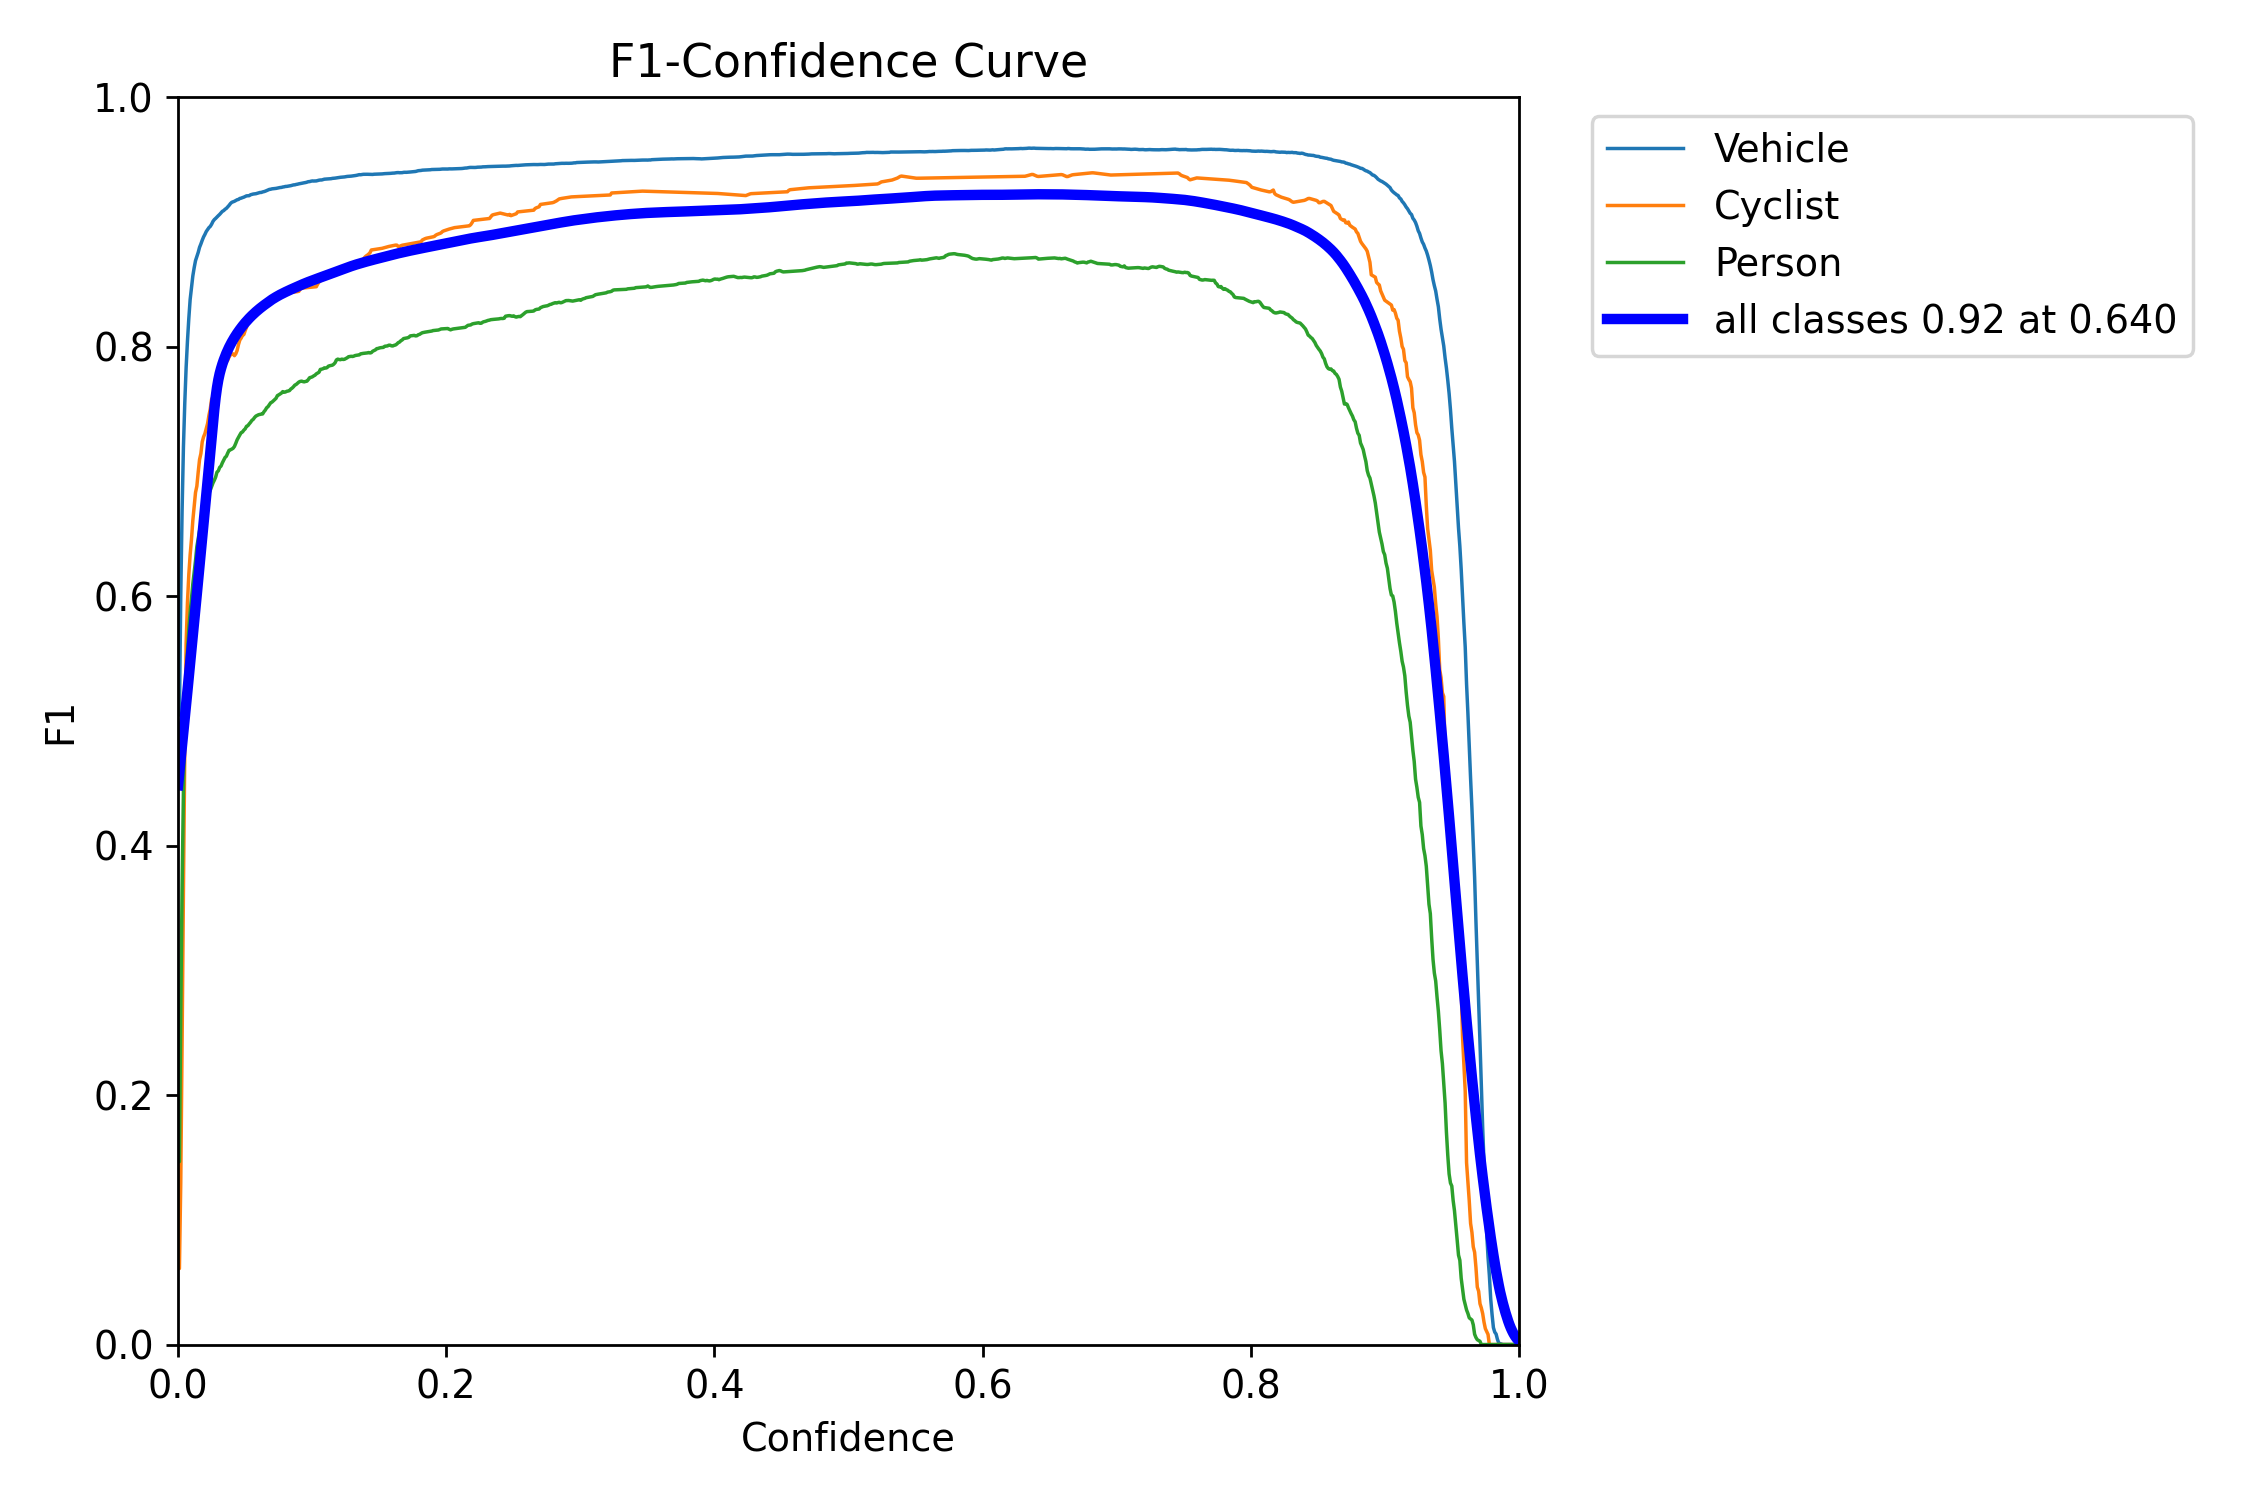 F1-Confidence Curve
1.0
0.8
0.6
0.4
0.2
0.0
F1
0.0 0.2 0.4 0.6 0.8 1.0
Confidence
Vehicle
Cyclist
Person
all classes 0.92 at 0.640